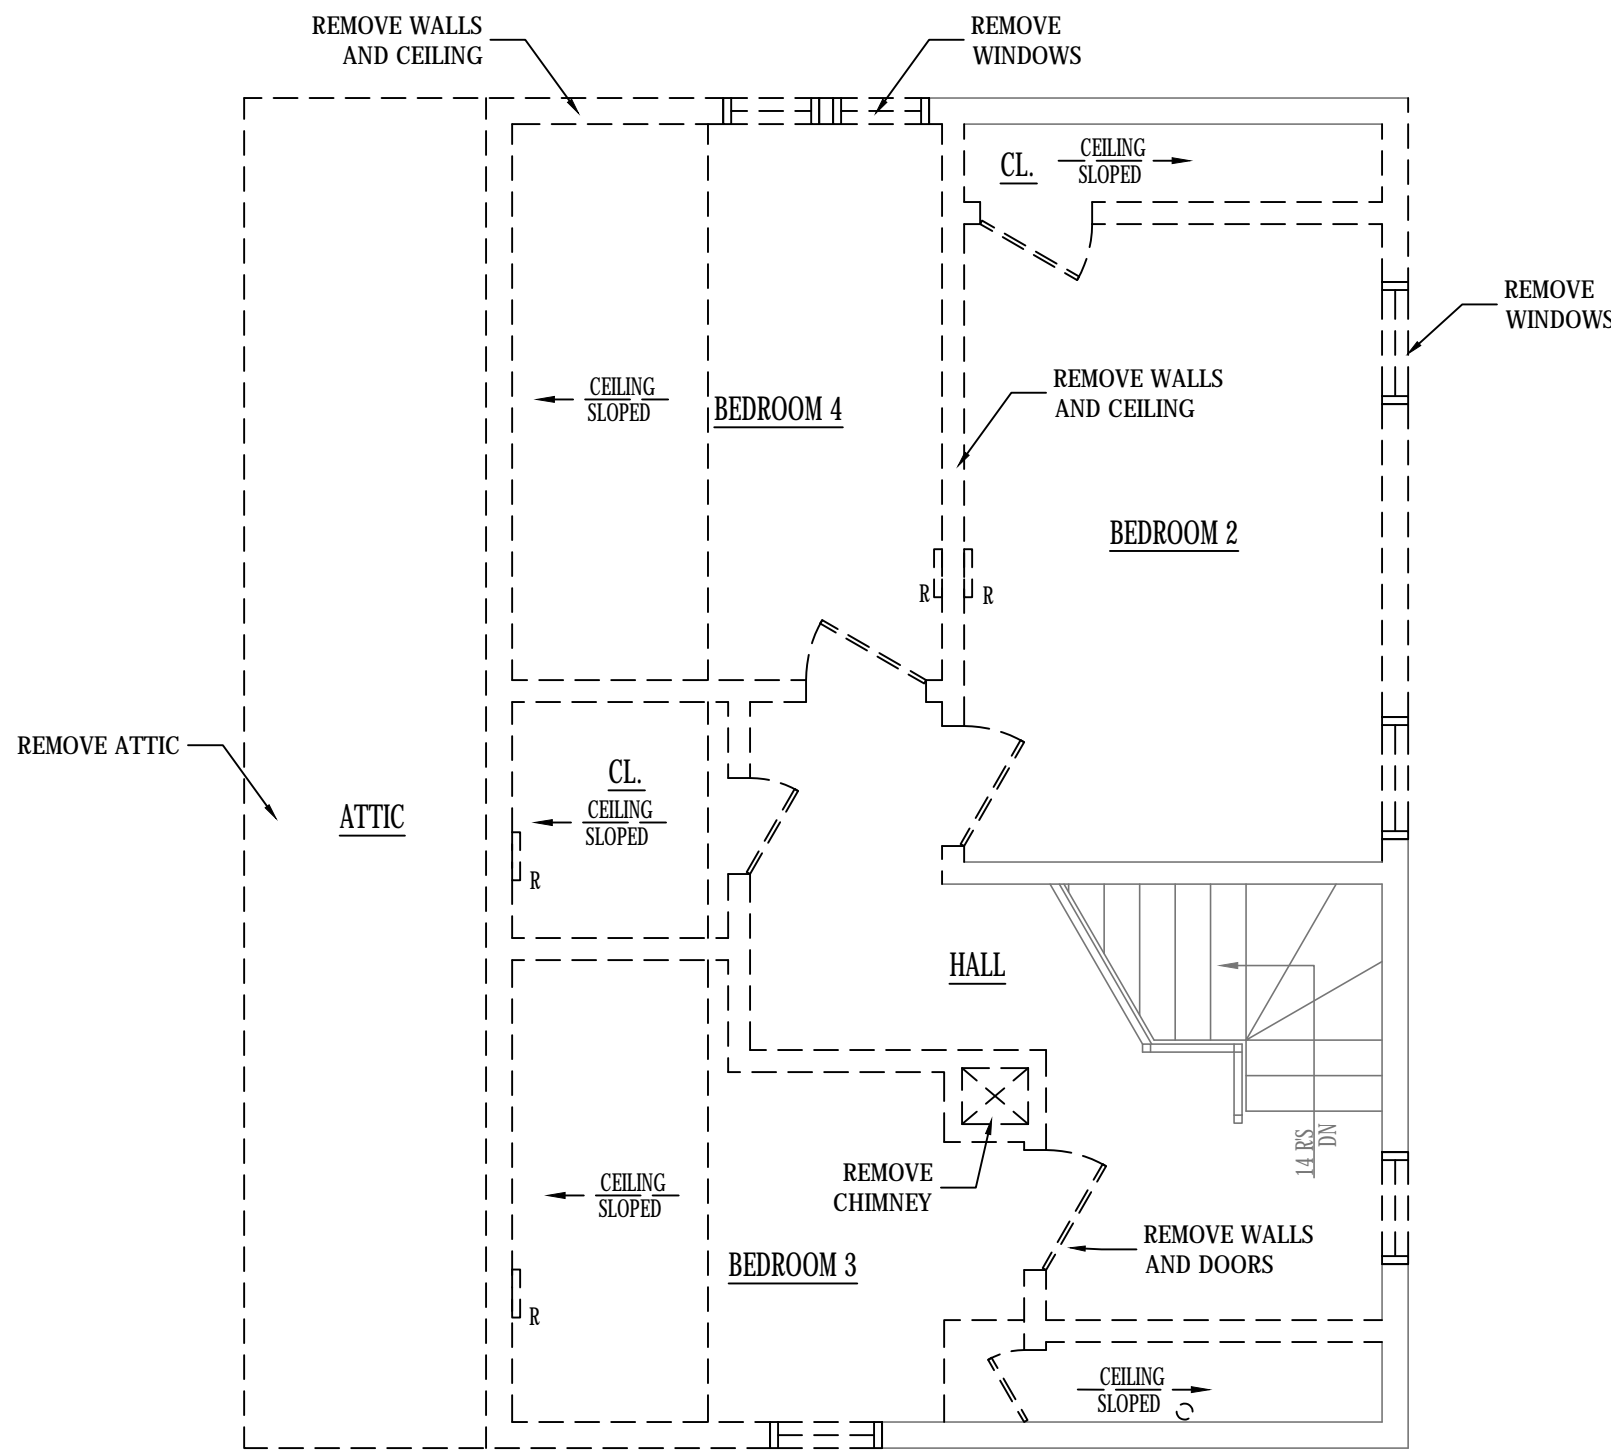 REMOVE WALLS
AND CEILING
REMOVE
WINDOWS
CL.
CEILING
SLOPED
REMOVE
WINDOWS
CEILING
SLOPED
BEDROOM 4
REMOVE WALLS
AND CEILING
BEDROOM 2
R
R
REMOVE ATTIC
ATTIC
CL.
CEILING
SLOPED
R
HALL
14 R'S
DN
REMOVE
CHIMNEY
CEILING
SLOPED
BEDROOM 3
REMOVE WALLS
AND DOORS
R
CEILING
SLOPED